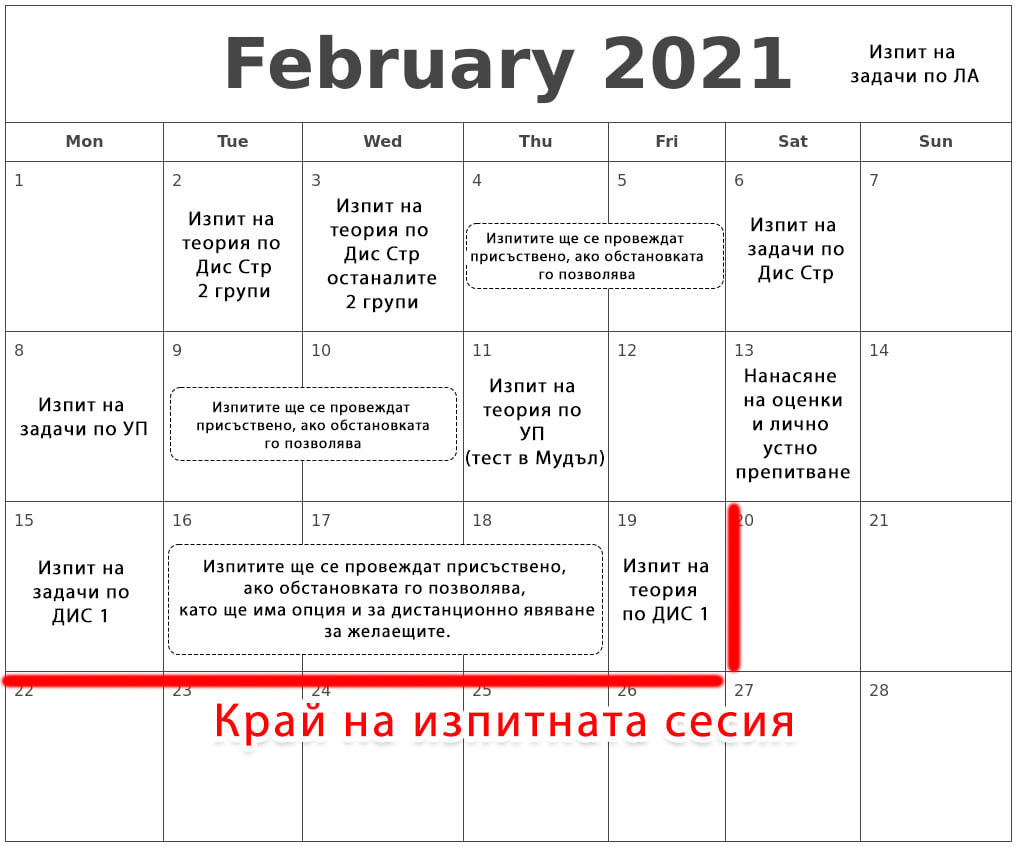 February 2021
Изпит на
задачи по ЛА
Mon Tue Wed Thu Fri Sat Sun
1
2
Изпит на
теория по
Дис Стр
2 групи
3
Изпит на
теория по
Дис Стр
останалите
2 групи
4
5
Изпитите ще се провеждат
присъствено, ако обстановката
го позволява
6
Изпит на
задачи по
Дис Стр
7
8
Изпит на
задачи по УП
9
10
Изпитите ще се провеждат
присъствено, ако обстановката
го позволява
11
Изпит на
теория по
УП
(тест в Мудъл)
12
13
Нанасяне
на оценки
и лично
устно
препитване
14
15
Изпит на
задачи по
ДИС 1
16
17
18
Изпитите ще се провеждат присъствено,
ако обстановката го позволява,
като ще има опция и за дистанционно явяване
за желаещите.
19
Изпит на
теория
по ДИС 1
20
21
22
23
24
25
26
27
28
Край на изпитната сесия